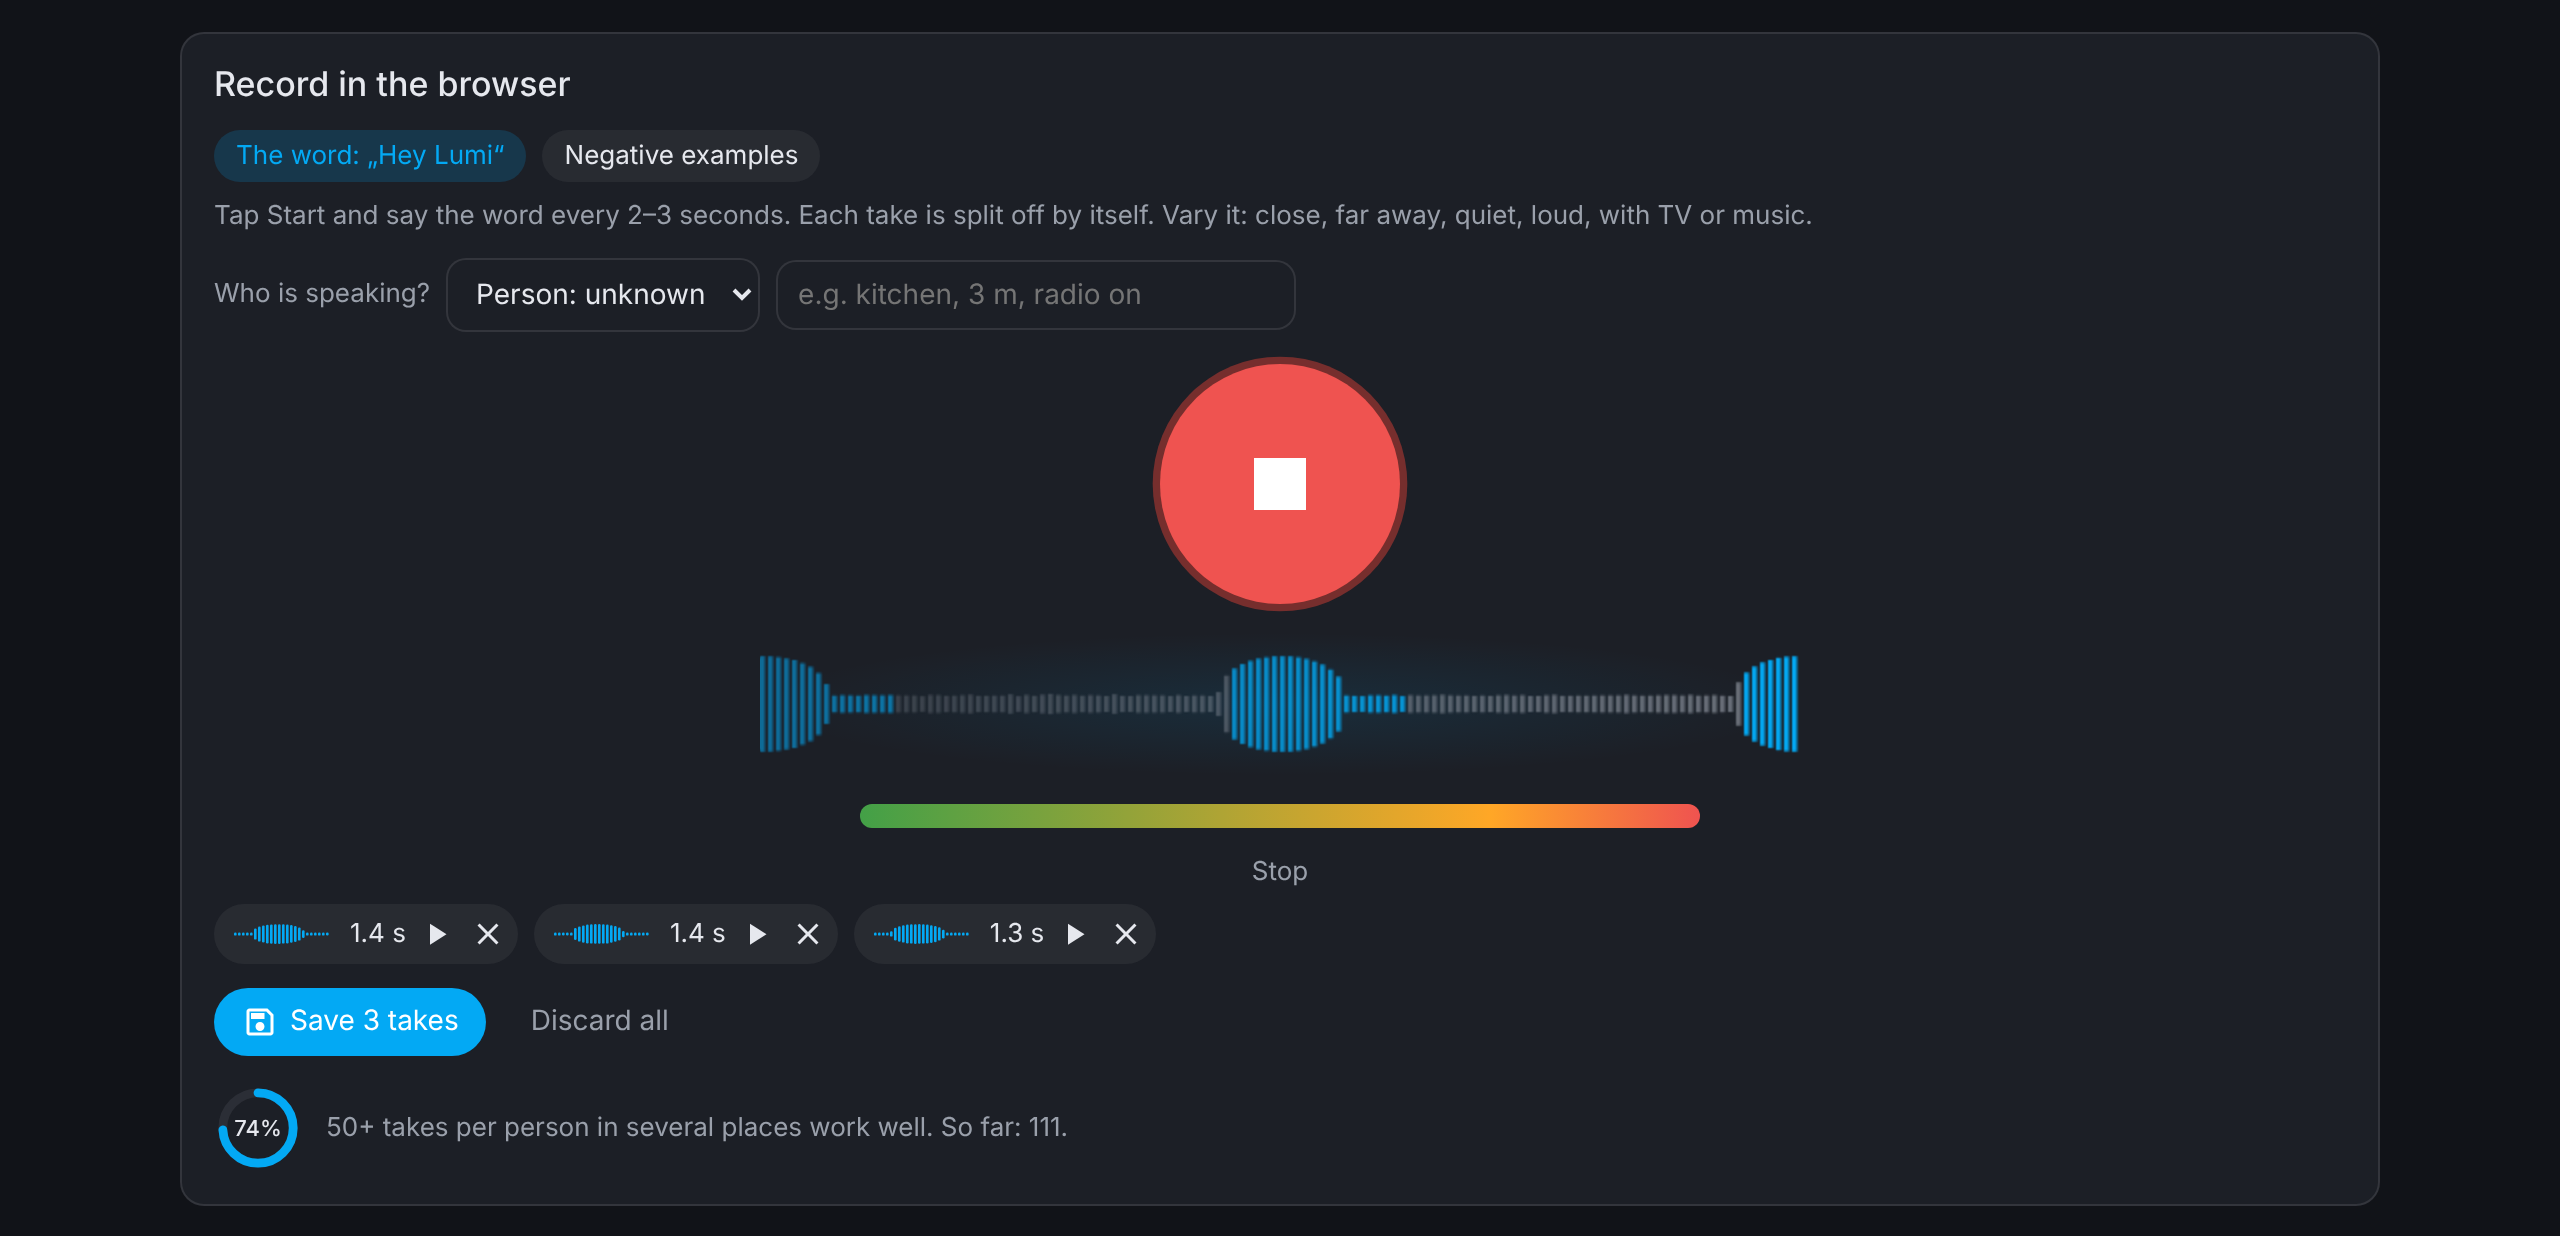 Record in the browser
The word: „Hey Lumi“ Negative examples
Tap Start and say the word every 2–3 seconds. Each take is split off by itself. Vary it: close, far away, quiet, loud, with TV or music.
Who is speaking? Person: unknown e.g. kitchen, 3 m, radio on
Stop
1.4 s 1.4 s 1.3 s
Save 3 takes Discard all
74% 50+ takes per person in several places work well. So far: 111.